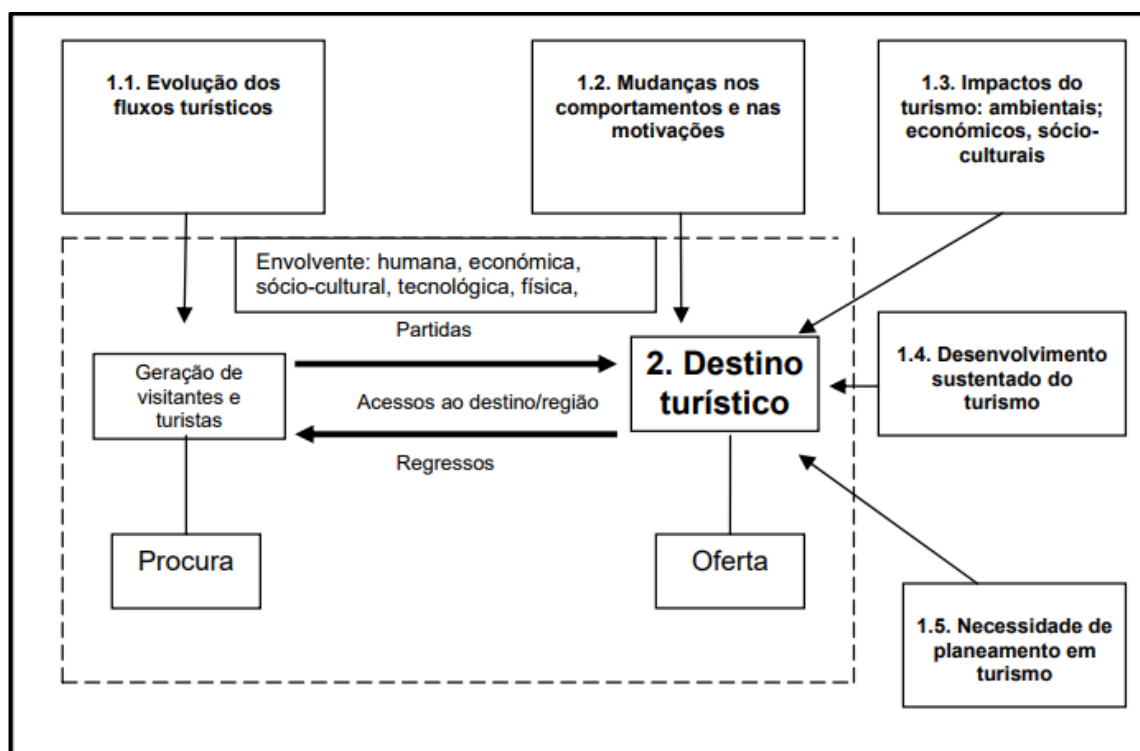 1.1. Evolução dos
fluxos turísticos
1.2. Mudanças nos
comportamentos e nas
motivações
1.3. Impactos do
turismo: ambientais;
económicos, sócio-
culturais
Envolvente: humana, económica,
sócio-cultural, tecnológica, física,
Partidas
Geração de
visitantes e
turistas
Acessos ao destino/região
2. Destino
turístico
1.4. Desenvolvimento
sustentado do
turismo
Regressos
Procura
Oferta
1.5. Necessidade de
planeamento em
turismo